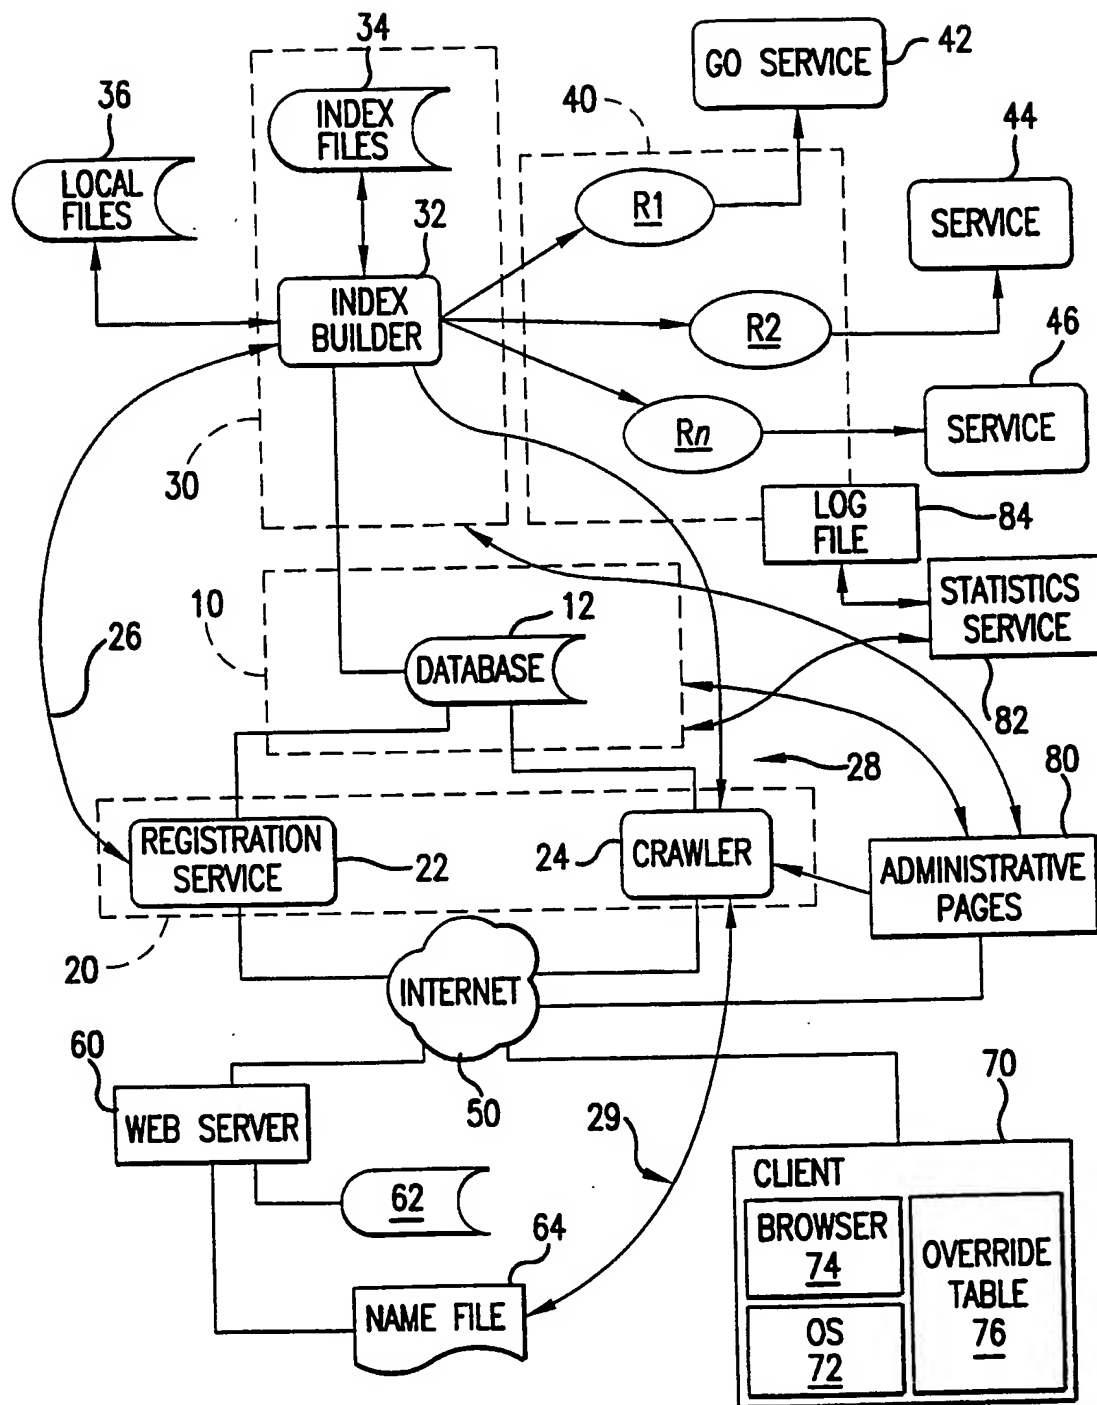 34
42
GO SERVICE
36
INDEX
FILES
40
44
LOCAL
FILES
R1
SERVICE
32
INDEX
BUILDER
R2
46
Rn
SERVICE
30
LOG
FILE
84
10
12
STATISTICS
SERVICE
26
DATABASE
82
28
80
REGISTRATION
SERVICE
22
24
CRAWLER
ADMINISTRATIVE
PAGES
20
INTERNET
60
50
70
WEB SERVER
29
CLIENT
62
BROWSER
74
OVERRIDE
TABLE
76
64
NAME FILE
OS
72